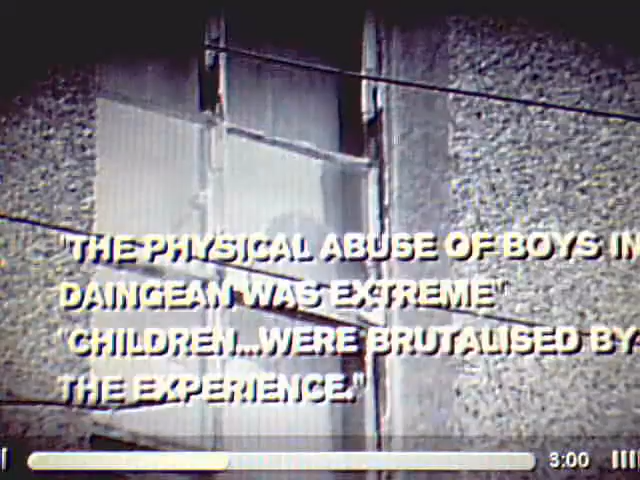 "THE PHYSICAL ABUSE OF BOYS IN
DAINGEAN WAS EXTREME"
"CHILDREN...WERE BRUTALISED BY
THE EXPERIENCE."
3:00